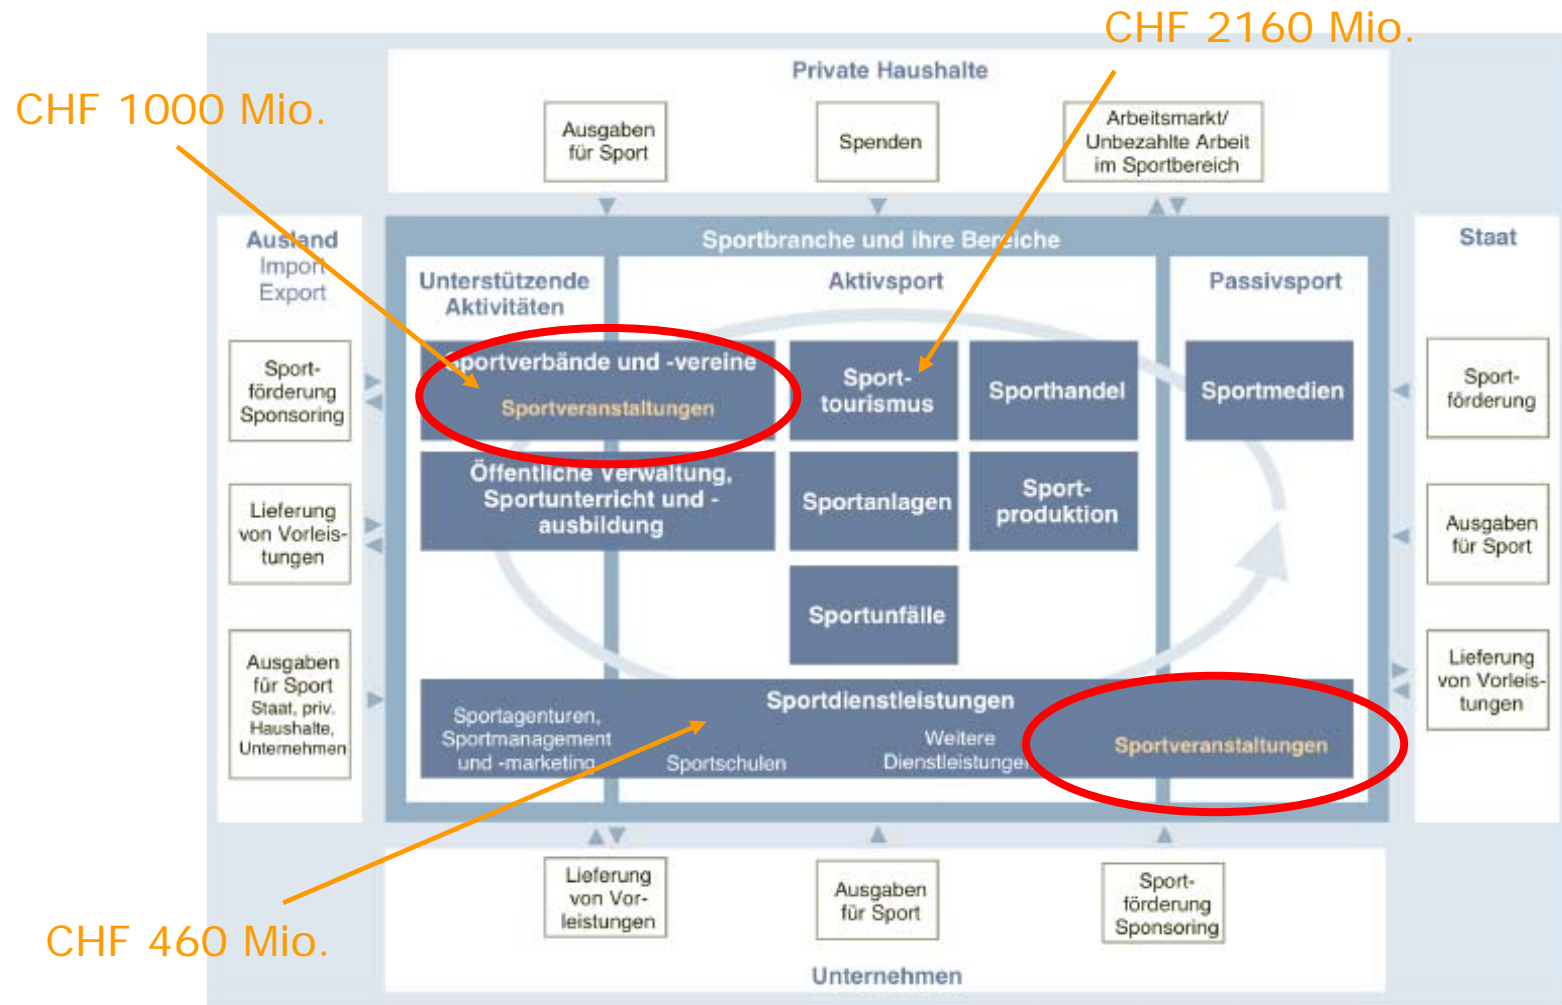 CHF 2160 Mio.
Private Haushalte
CHF 1000 Mio.
Ausgaben
für Sport
Spenden
Arbeitsmarkt/
Unbezahlte Arbeit
im Sportbereich
Ausland
Import
Export
Sportbranche und ihre Bereiche
Staat
Unterstützende
Aktivitäten
Aktivsport
Passivsport
Sport-
förderung
Sponsoring
Sportverbände und -vereine
Sportveranstaltungen
Sport-
tourismus
Sporthandel
Sportmedien
Sport-
förderung
Lieferung
von Vorleis-
tungen
Öffentliche Verwaltung,
Sportunterricht und -
ausbildung
Sportanlagen
Sport-
produktion
Ausgaben
für Sport
Sportunfälle
Ausgaben
für Sport
Staat, priv.
Haushalte,
Unternehmen
Sportdienstleistungen
Sportagenturen,
Sportmanagement
und -marketing
Sportschulen
Weitere
Dienstleistungen
Sportveranstaltungen
Lieferung
von Vorleis-
tungen
Lieferung
von Vor-
leistungen
Ausgaben
für Sport
Sport-
förderung
Sponsoring
CHF 460 Mio.
Unternehmen